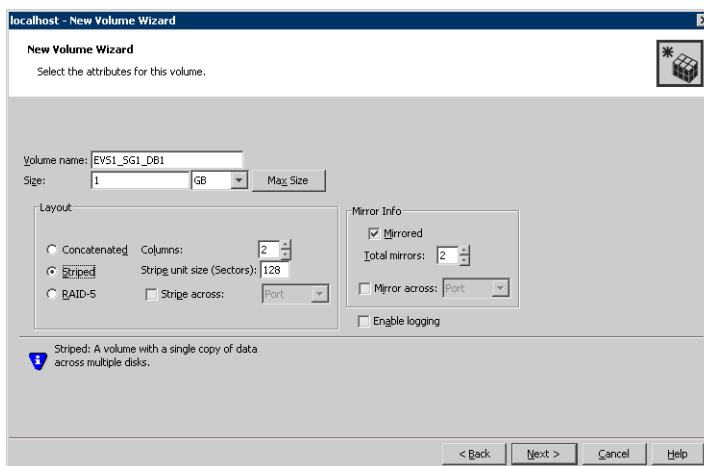 localhost - New Volume Wizard
New Volume Wizard
Select the attributes for this volume.
Volume name: EVS1_SG1_DB1
Size: 1 GB Max Size
Layout
Concatenated Columns: 2
Striped Stripe unit size (Sectors): 128
RAID-5 Stripe across: Port
Mirror Info
Mirrored
Total mirrors: 2
Mirror across: Port
Enable logging
Striped: A volume with a single copy of data
across multiple disks.
< Back Next > Cancel Help